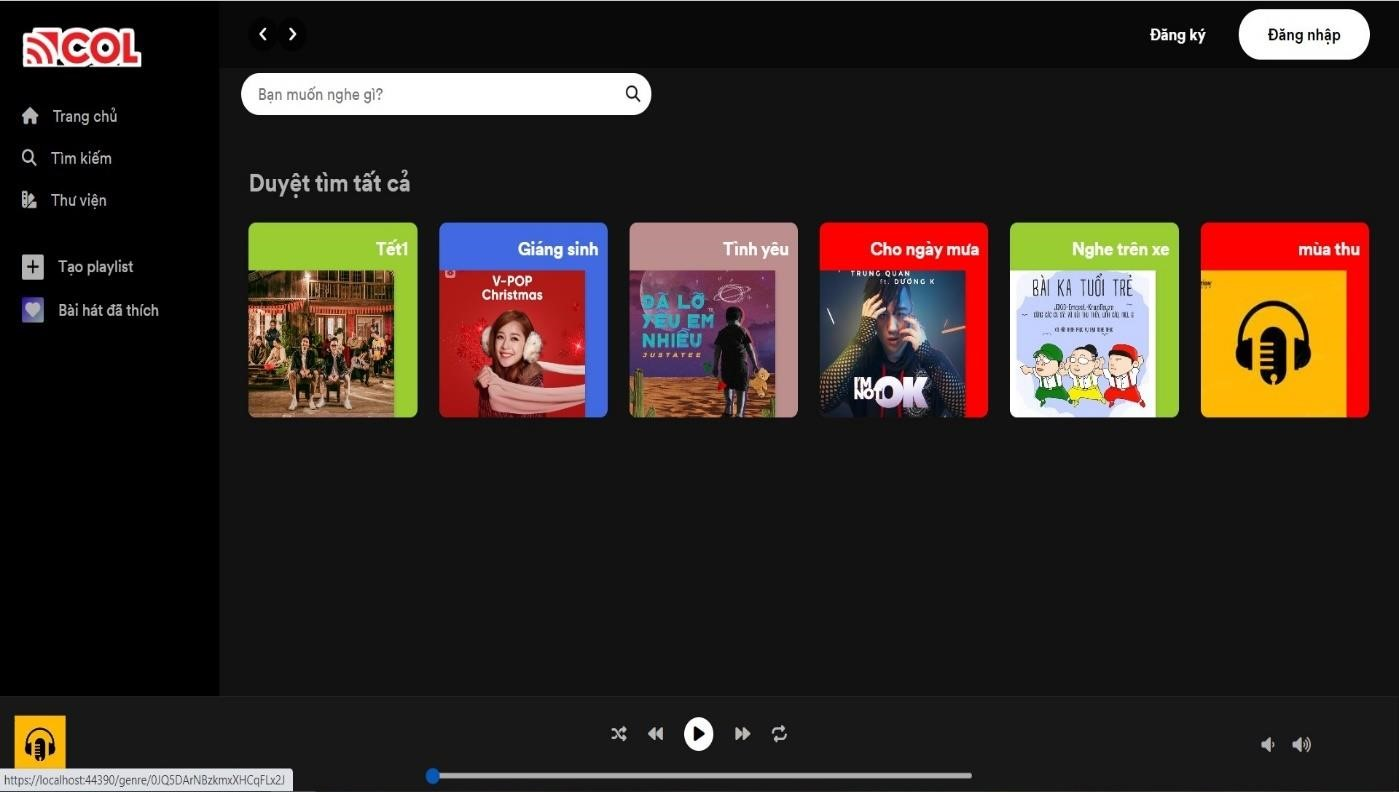 COL
Đăng ký
Đăng nhập
Bạn muốn nghe gì?
Trang chủ
Tìm kiếm
Thư viện
Tạo playlist
Bài hát đã thích
Duyệt tìm tất cả
Tết1
Giáng sinh
V-POP
Christmas
Tình yêu
ĐÃ LỠ
YÊU EM
NHIỀU
JUSTATEE
Cho ngày mưa
TRUNG QUÂN
ft. DƯƠNG K
I'M
NOT OK
Nghe trên xe
BÀI KA TUỔI TRẺ
mùa thu
https://localhost:44390/genre/0JQ5DArNBzkmxXHCqFLx2J